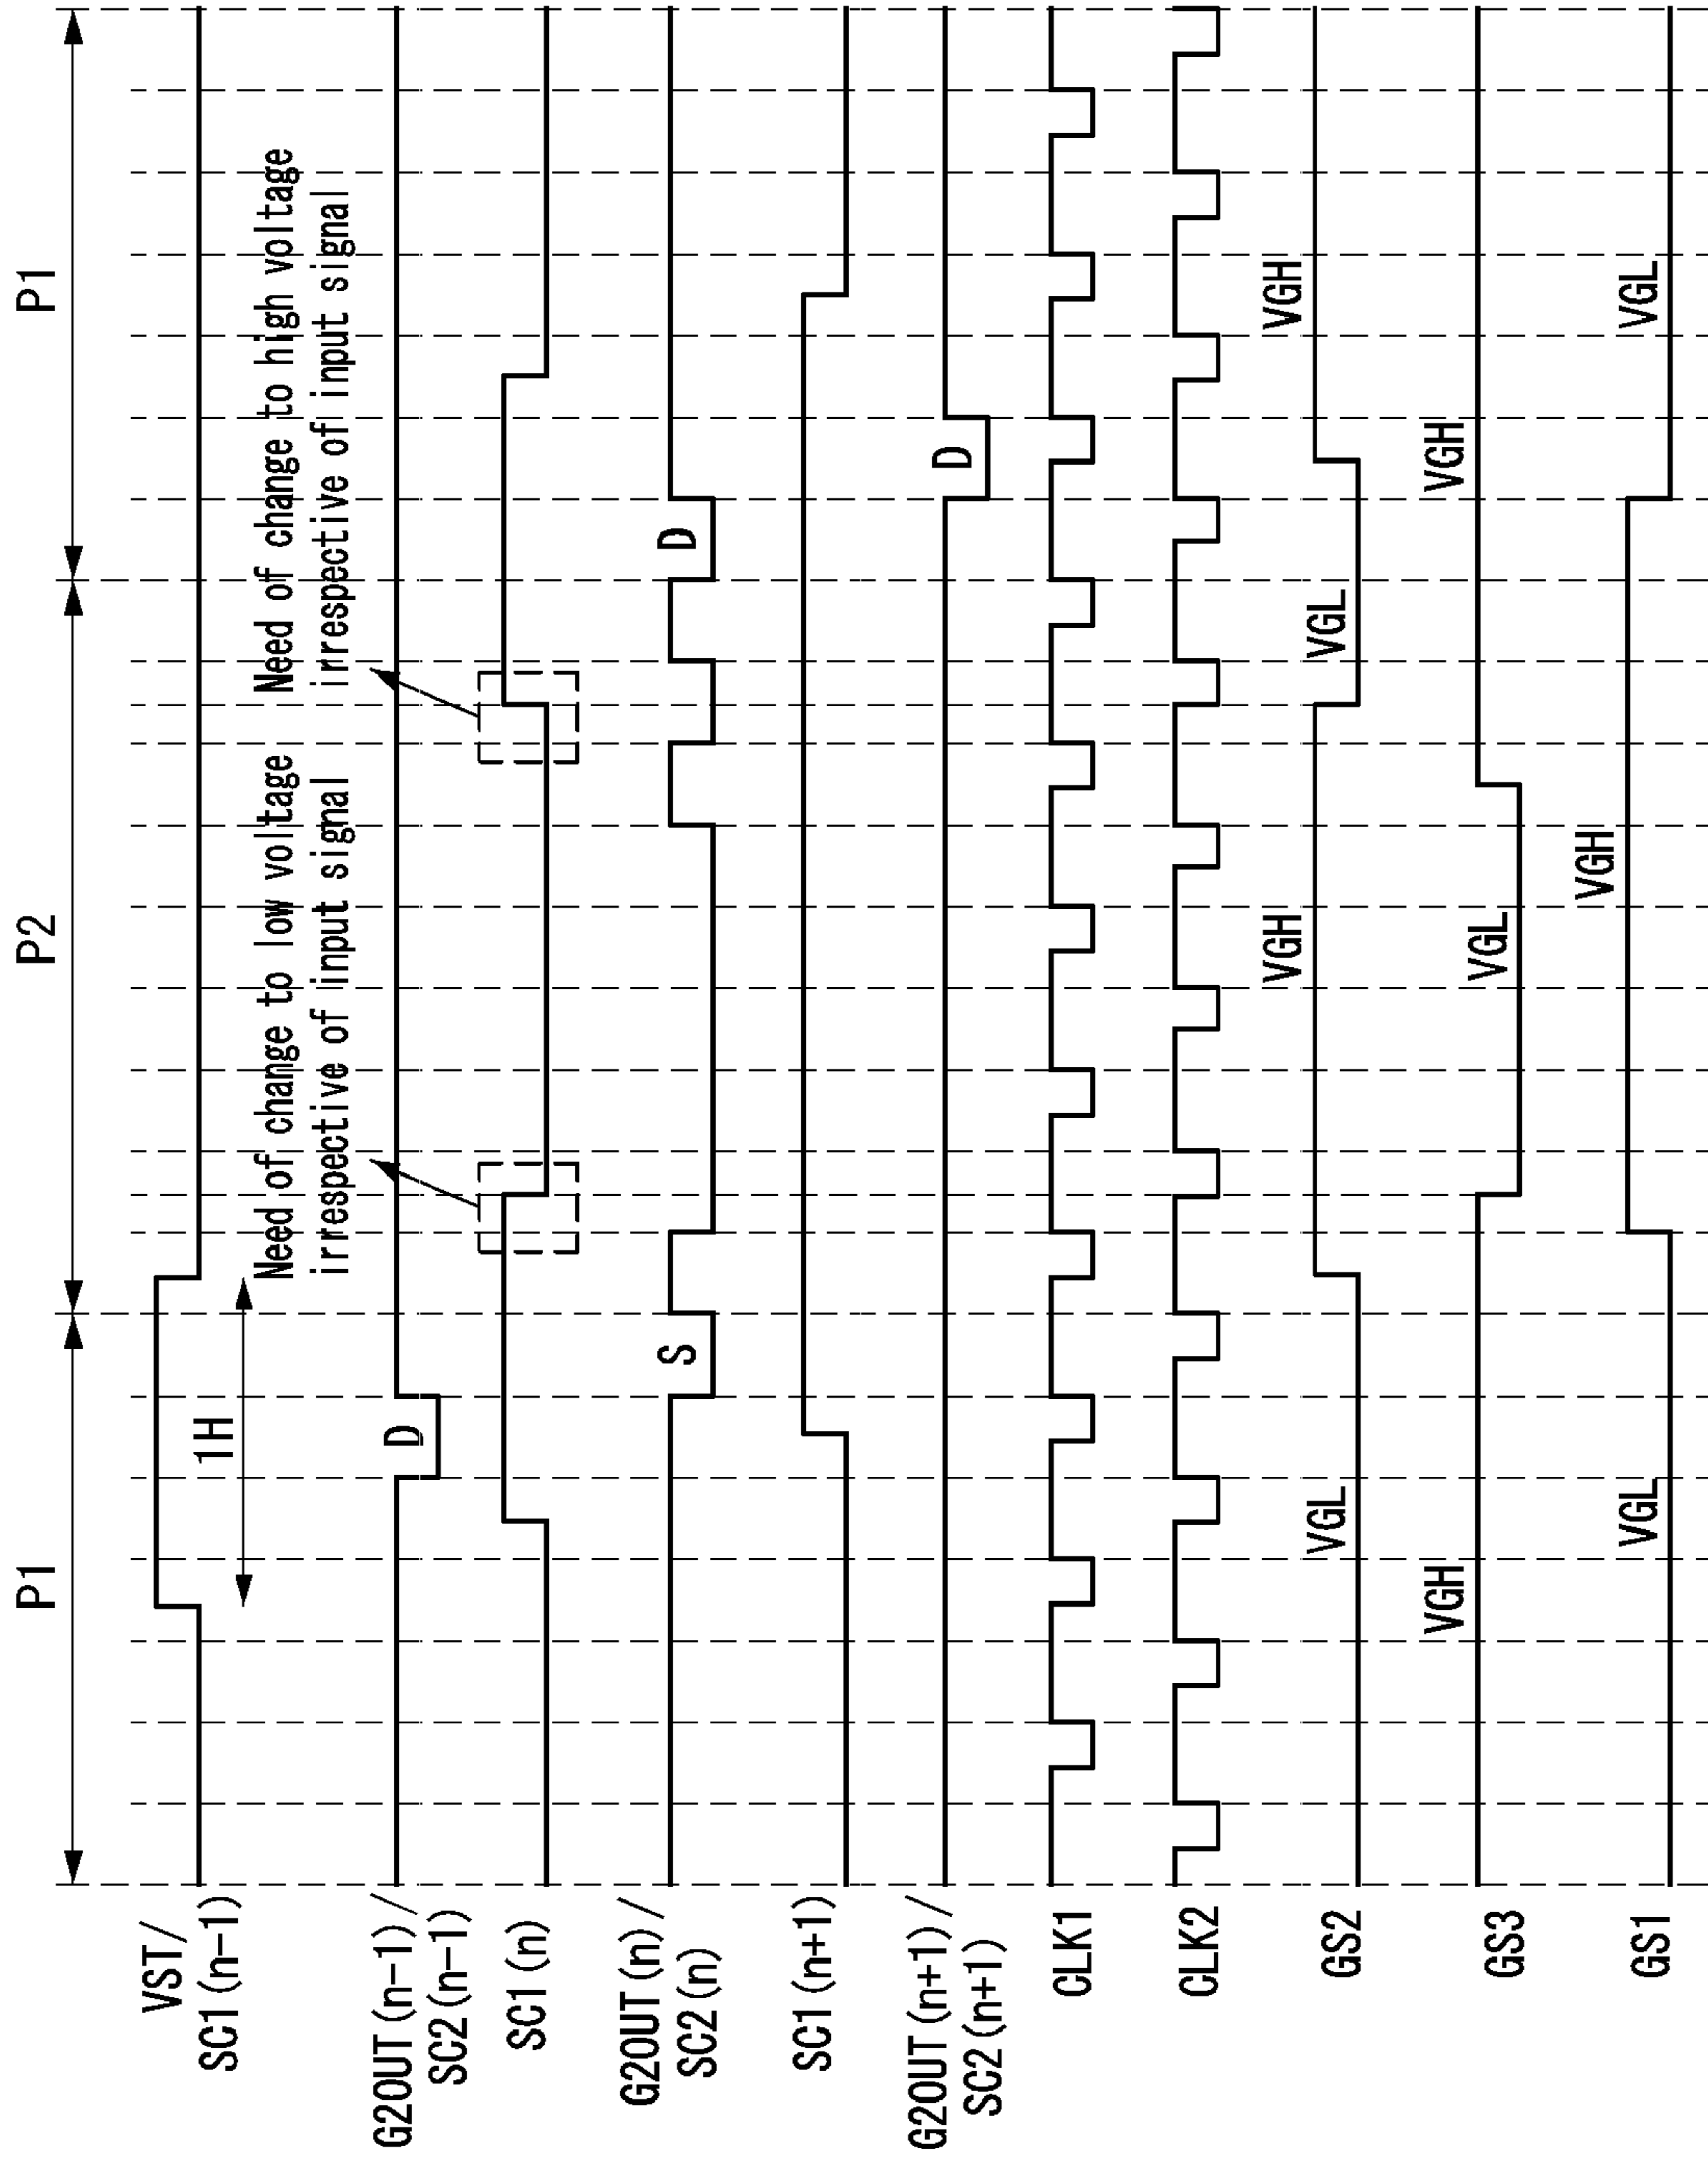 P1
P2
P1
VST/
SC1(n-1)
1H
Need of change to low voltage
irrespective of input signal
Need of change to high voltage
irrespective of input signal
G2OUT(n-1)/
SC2(n-1)
D
SC1(n)
G2OUT(n)/
SC2(n)
S
D
SC1(n+1)
G2OUT(n+1)/
SC2(n+1)
D
CLK1
CLK2
GS2
VGL
VGH
VGL
VGH
GS3
VGH
VGL
VGH
GS1
VGL
VGH
VGL